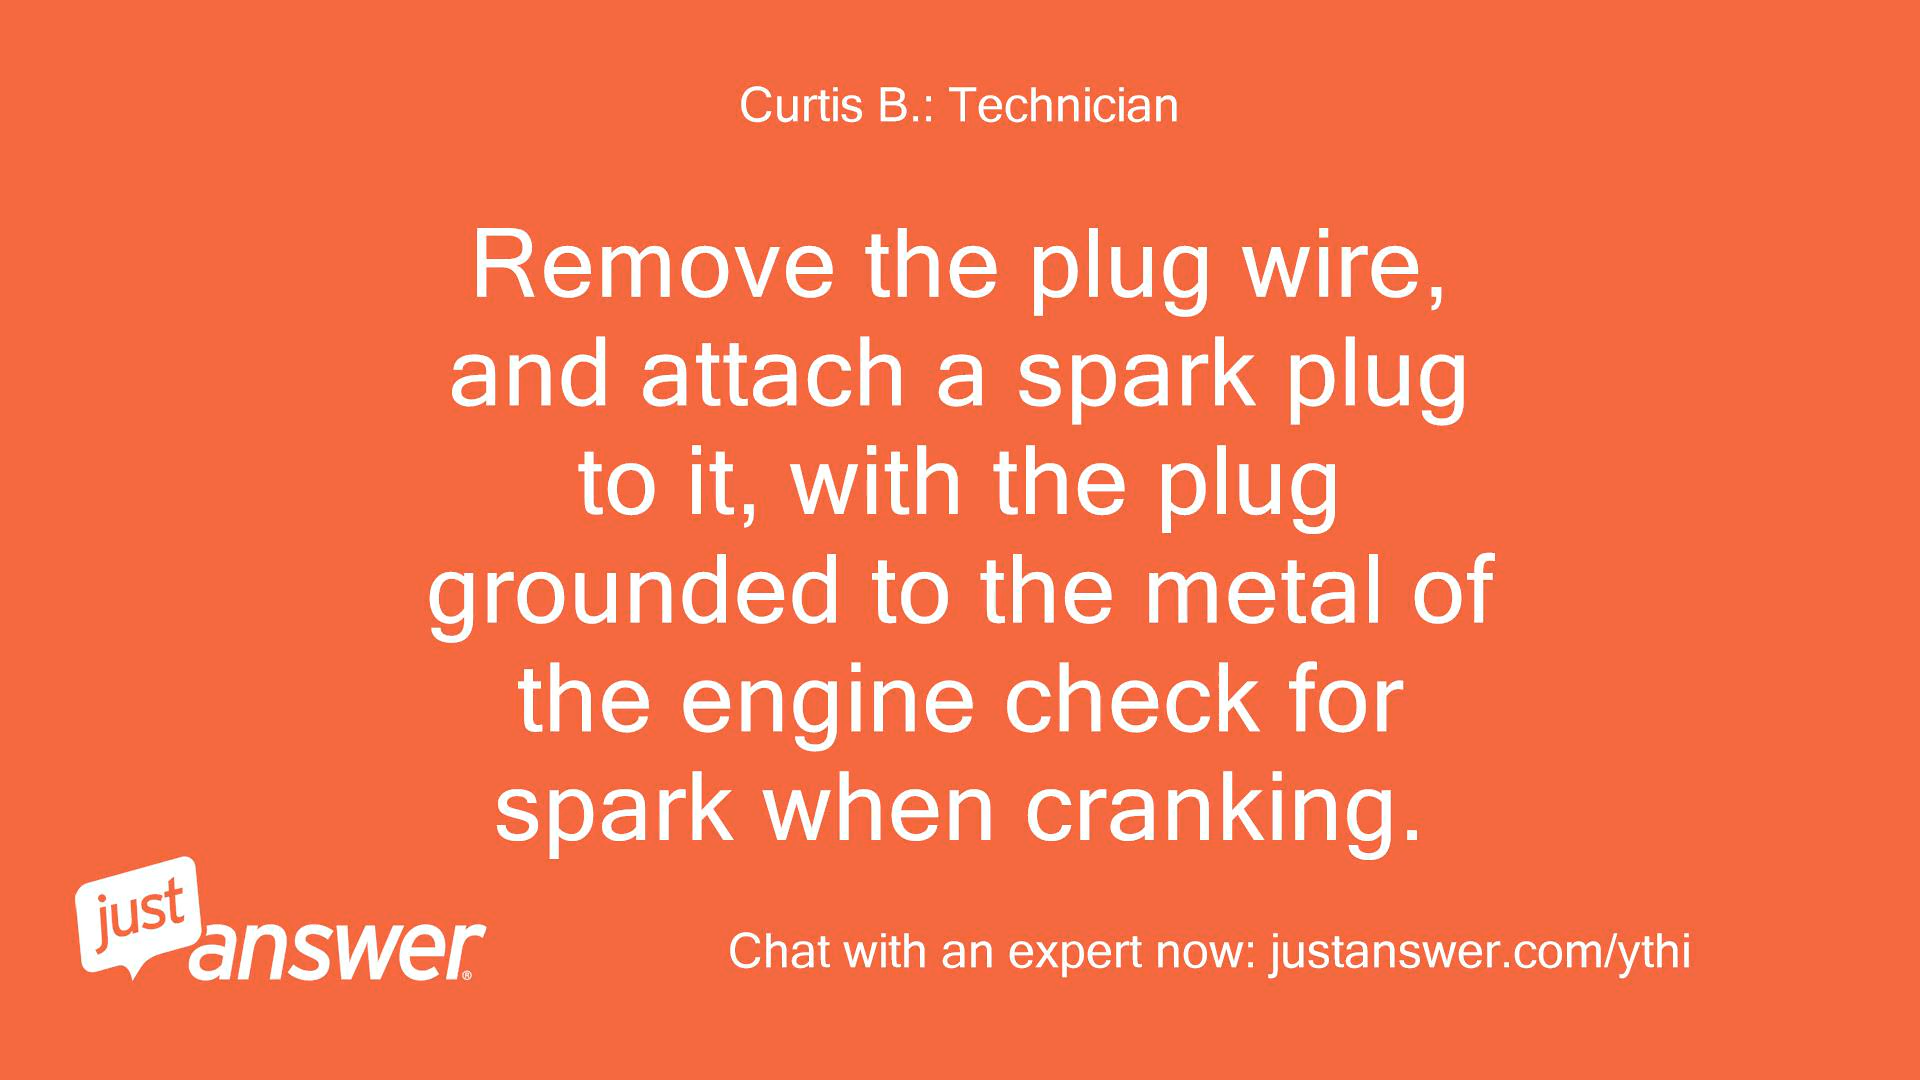 Curtis B.: Technician
Remove the plug wire,
and attach a spark plug
to it, with the plug
grounded to the metal of
the engine check for
spark when cranking.
just
answer®
Chat with an expert now: justanswer.com/ythi